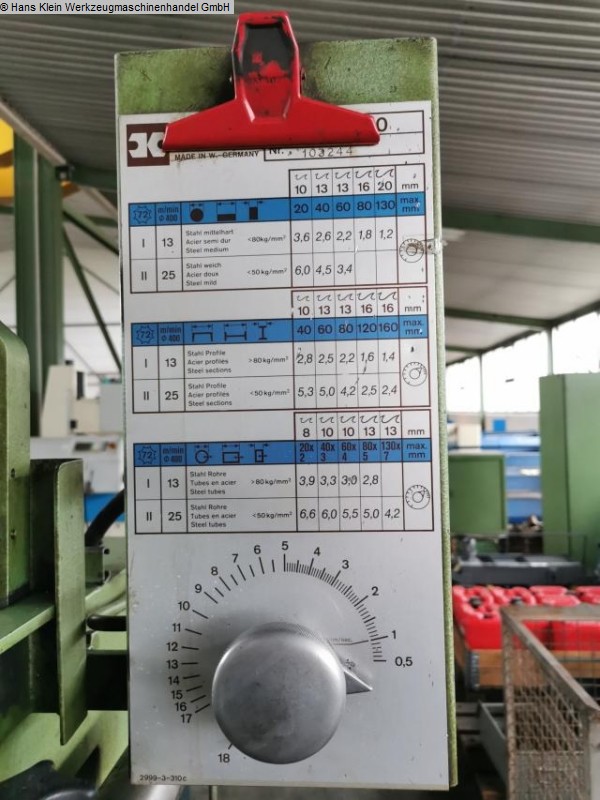 © Hans Klein Werkzeugmaschinenhandel GmbH
0
MADE IN W.-GERMANY Nr. 103244
10 13 13 16 20 mm
72 m/min Φ 800 20 40 60 80 130 max. mm
I 13 Stahl mittelhart Acier semi dur Steel medium <80kg/mm² 3,6 2,6 2,2 1,8 1,2
II 25 Stahl weich Acier doux Steel mild <50kg/mm² 6,0 4,5 3,4
10 13 13 16 16 mm
72 m/min Φ 800 40 60 80 120 160 max. mm
I 13 Stahl Profile Acier profilés Steel sections >80kg/mm² 2,8 2,5 2,2 1,6 1,4
II 25 Stahl Profile Acier profilés Steel sections <50kg/mm² 5,3 5,0 4,2 2,5 2,4
8 10 10 13 13 mm
72 m/min Φ 800 20x2 40x3 60x4 80x5 130x7 max. mm
I 13 Stahl Rohre Tubes en acier Steel tubes >80kg/mm² 3,9 3,3 3,0 2,8
II 25 Stahl Rohre Tubes en acier Steel tubes <50kg/mm² 6,6 6,0 5,5 5,0 4,2
0,5 1 2 3 4 5 6 7 8 9 10 11 12 13 14 15 16 17 18
2999-3-310c